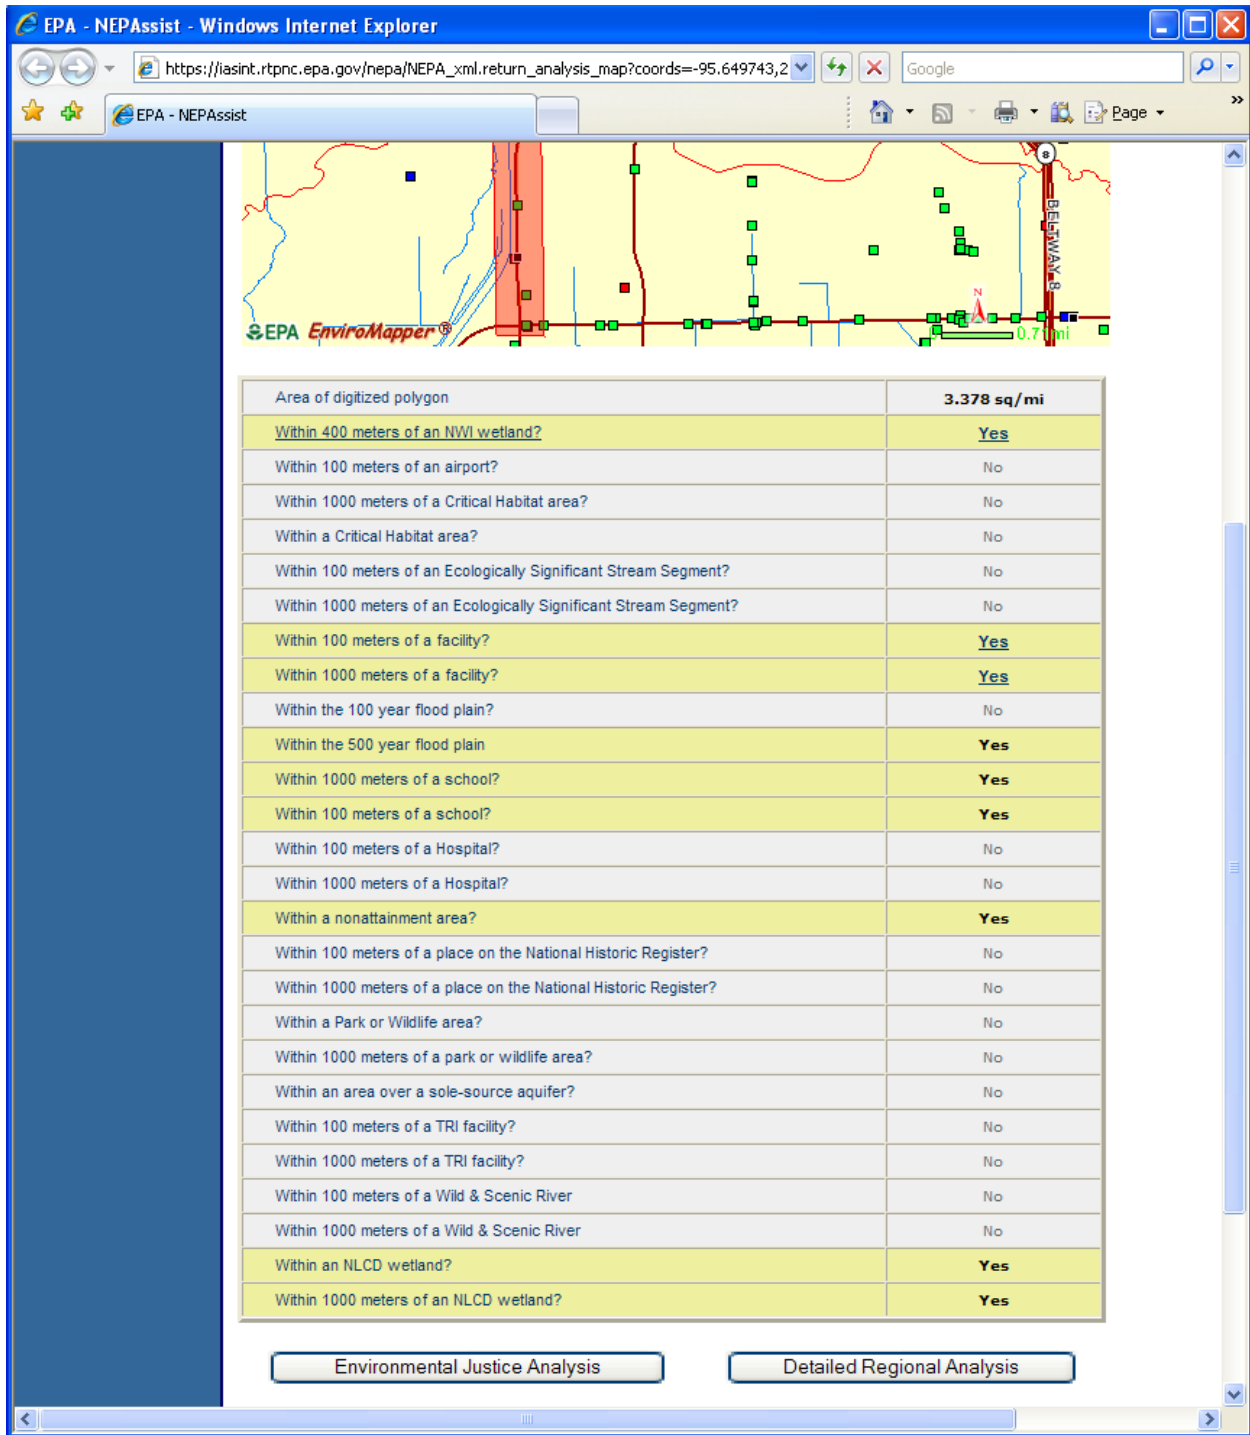 EPA - NEPAssist - Windows Internet Explorer
https://iasint.rtpnc.epa.gov/nepa/NEPA_xml.return_analysis_map?coords=-95.649743,2
Google
EPA - NEPAssist
Page
8
BELTWAY 8
N
EPA EnviroMapper ®
0 0.71mi
Area of digitized polygon 3.378 sq/mi
Within 400 meters of an NWI wetland? Yes
Within 100 meters of an airport? No
Within 1000 meters of a Critical Habitat area? No
Within a Critical Habitat area? No
Within 100 meters of an Ecologically Significant Stream Segment? No
Within 1000 meters of an Ecologically Significant Stream Segment? No
Within 100 meters of a facility? Yes
Within 1000 meters of a facility? Yes
Within the 100 year flood plain? No
Within the 500 year flood plain Yes
Within 1000 meters of a school? Yes
Within 100 meters of a school? Yes
Within 100 meters of a Hospital? No
Within 1000 meters of a Hospital? No
Within a nonattainment area? Yes
Within 100 meters of a place on the National Historic Register? No
Within 1000 meters of a place on the National Historic Register? No
Within a Park or Wildlife area? No
Within 1000 meters of a park or wildlife area? No
Within an area over a sole-source aquifer? No
Within 100 meters of a TRI facility? No
Within 1000 meters of a TRI facility? No
Within 100 meters of a Wild & Scenic River No
Within 1000 meters of a Wild & Scenic River No
Within an NLCD wetland? Yes
Within 1000 meters of an NLCD wetland? Yes
Environmental Justice Analysis Detailed Regional Analysis